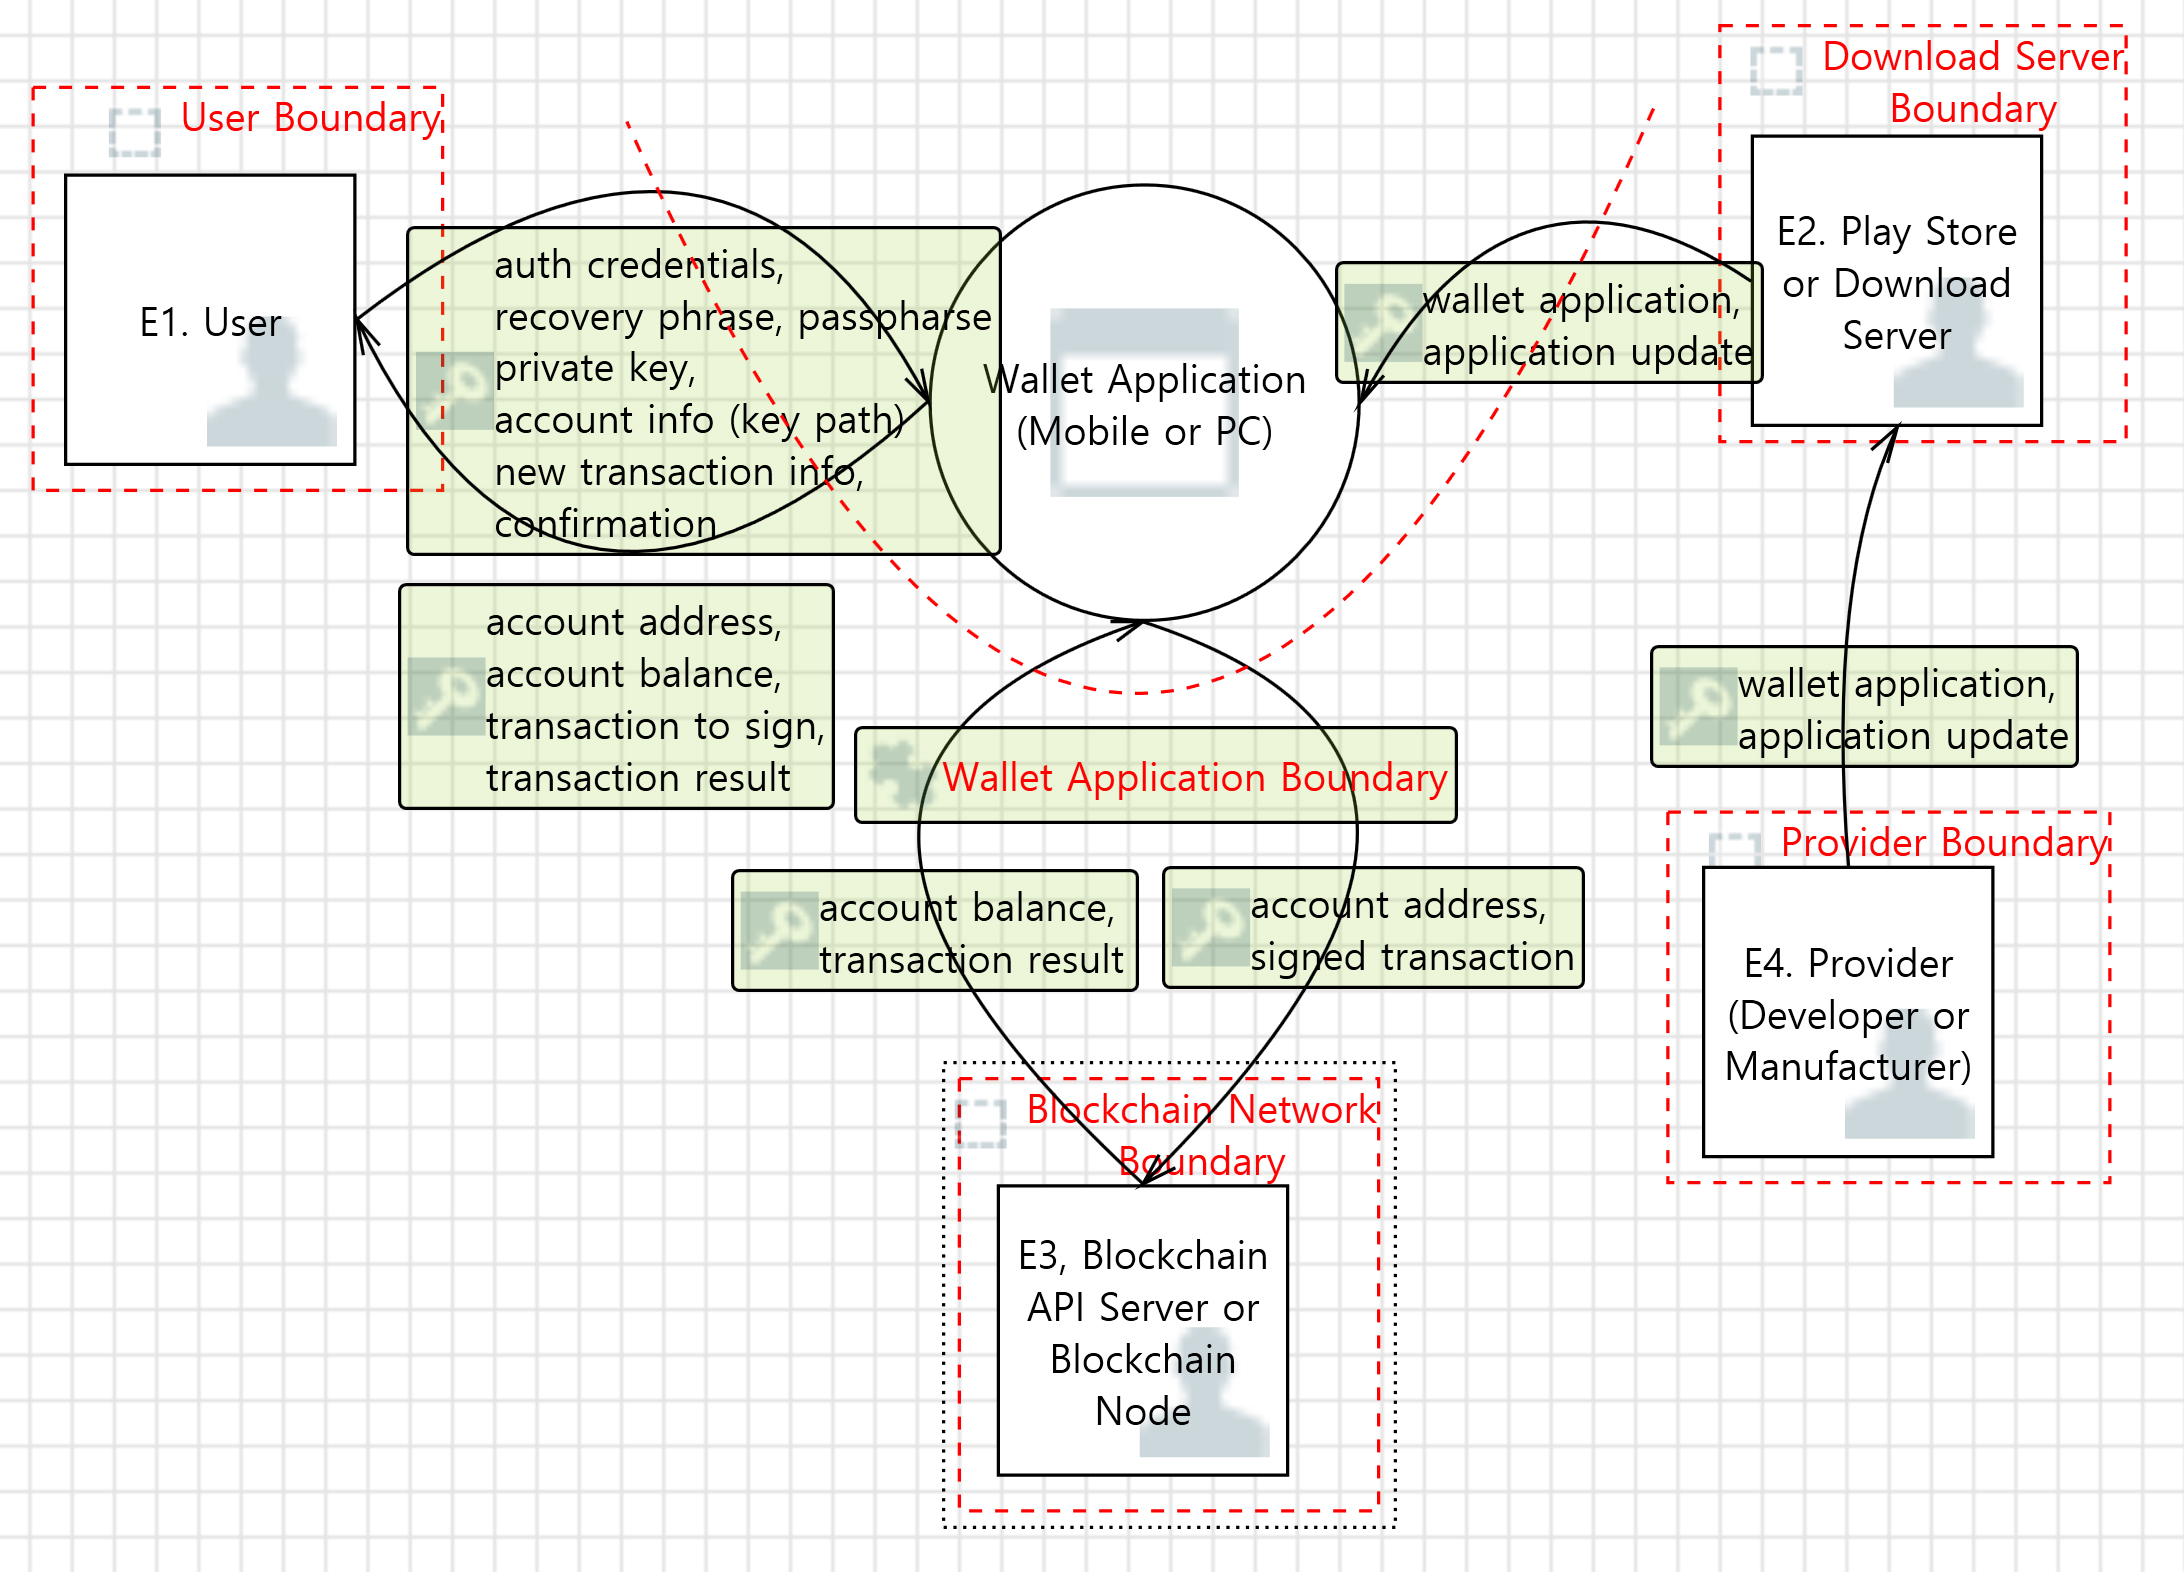 User Boundary
E1. User
auth credentials,
recovery phrase, passpharse
private key,
account info (key path)
new transaction info,
confirmation
Wallet Application
(Mobile or PC)
wallet application,
application update
Download Server
Boundary
E2. Play Store
or Download
Server
account address,
account balance,
transaction to sign,
transaction result
Wallet Application Boundary
wallet application,
application update
account balance,
transaction result
account address,
signed transaction
Provider Boundary
E4. Provider
(Developer or
Manufacturer)
Blockchain Network
Boundary
E3, Blockchain
API Server or
Blockchain
Node